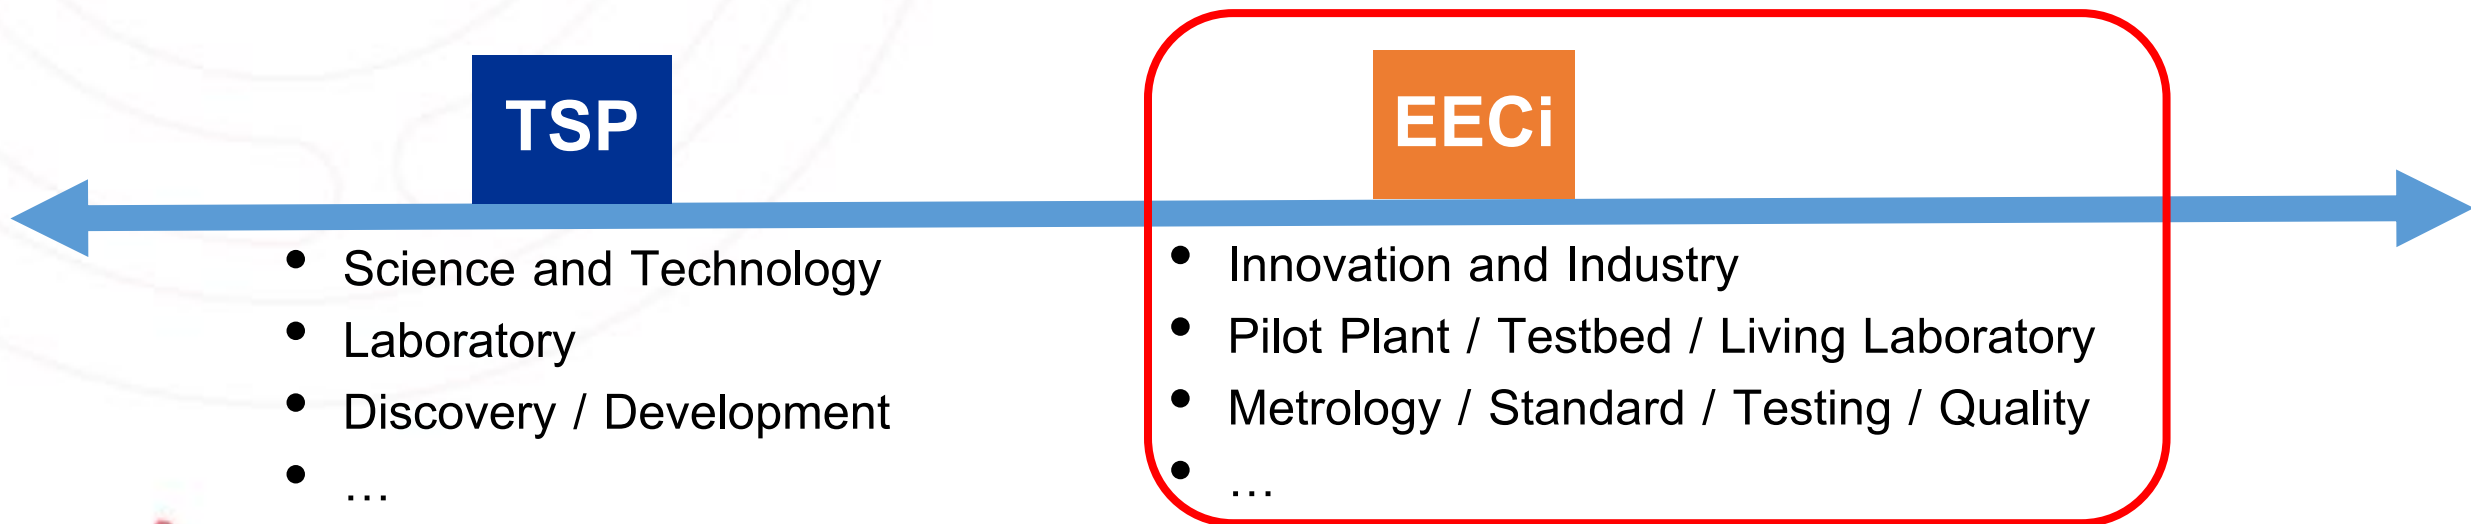 TSP
• Science and Technology
• Laboratory
• Discovery / Development
• …
EECi
• Innovation and Industry
• Pilot Plant / Testbed / Living Laboratory
• Metrology / Standard / Testing / Quality
• …